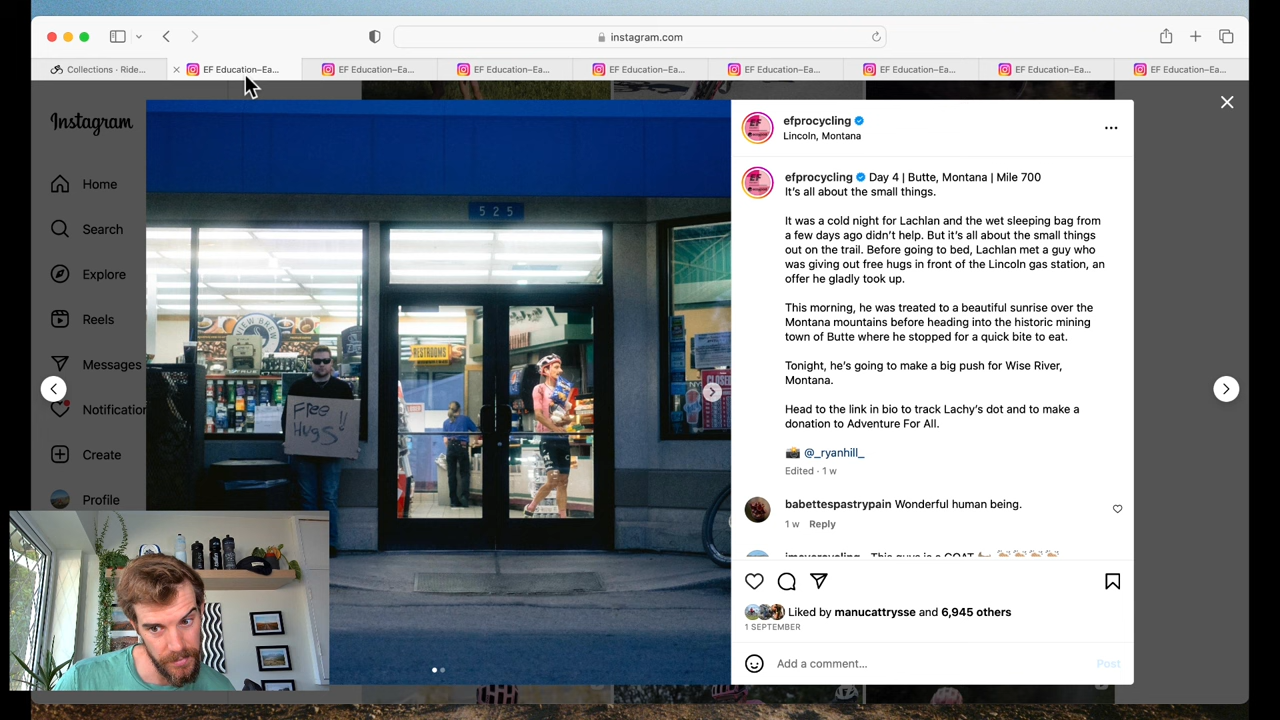 instagram.com
Collections · Ride...
EF Education–Ea...
EF Education–Ea...
EF Education–Ea...
EF Education–Ea...
EF Education–Ea...
EF Education–Ea...
EF Education–Ea...
EF Education–Ea...
Instagram
Home
Search
Explore
Reels
Messages
Notification
Create
Profile
525
RESTROOMS
CLOSED
Free
Hugs!!
efprocycling
Lincoln, Montana
efprocycling Day 4 | Butte, Montana | Mile 700
It's all about the small things.
It was a cold night for Lachlan and the wet sleeping bag from
a few days ago didn't help. But it's all about the small things
out on the trail. Before going to bed, Lachlan met a guy who
was giving out free hugs in front of the Lincoln gas station, an
offer he gladly took up.
This morning, he was treated to a beautiful sunrise over the
Montana mountains before heading into the historic mining
town of Butte where he stopped for a quick bite to eat.
Tonight, he's going to make a big push for Wise River,
Montana.
Head to the link in bio to track Lachy's dot and to make a
donation to Adventure For All.
📸 @_ryanhill_
Edited · 1 w
babettespastrypain Wonderful human being.
1 w Reply
This guys is a GOAT
Liked by manucattrysse and 6,945 others
1 SEPTEMBER
Add a comment...
Post